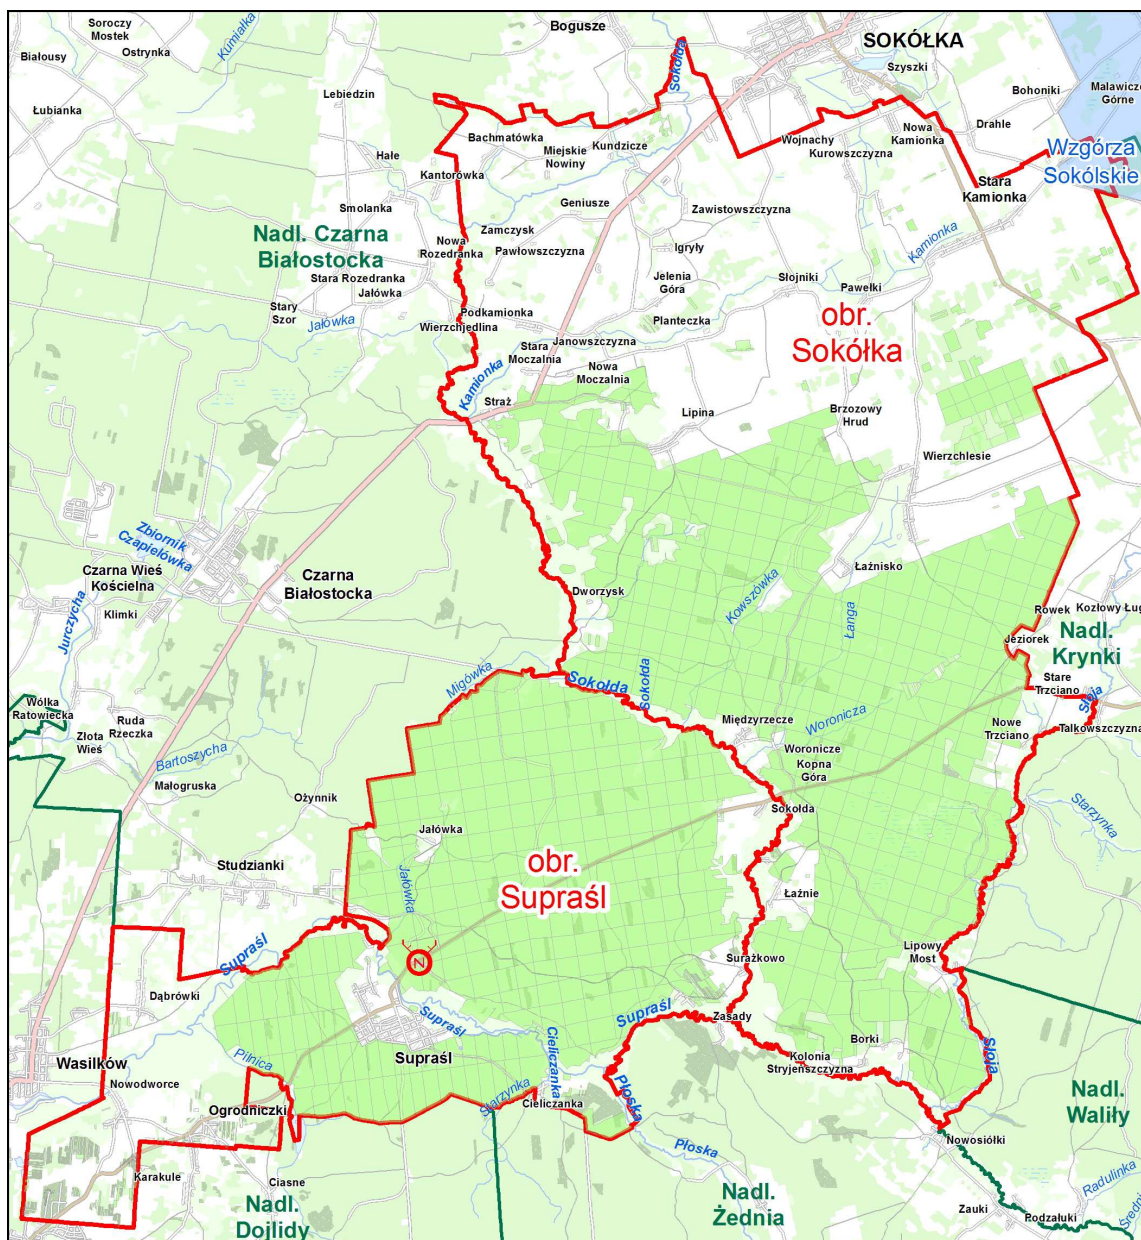 Soroczy
Mostek
Ostrynka
Białousy
Kumiałka
Łubianka
Lebiedzin
Bogusze
Sokołda
SOKÓŁKA
Szyszki
Bohoniki
Malawicze
Górne
Drahle
Nowa
Kamionka
Wojnachy
Kurowszczyzna
Wzgórza
Sokólskie
Stara
Kamionka
Bachmatówka
Miejskie
Nowiny
Kundzicze
Hale
Kantorówka
Smolanka
Geniusze
Zawistowszczyzna
Zamczysk
Pawłowszczyzna
Nadl. Czarna
Białostocka
Nowa
Rozedranka
Igryły
Kamionka
Stara Rozedranka
Jałówka
Jelenia
Góra
Słojniki
Pawełki
Stary
Szor
Jałówka
Podkamionka
Wierzchjedlina
Planteczka
obr.
Sokółka
Stara
Moczalnia
Janowszczyzna
Nowa
Moczalnia
Kamionka
Straż
Lipina
Brzozowy
Hrud
Wierzchlesie
Zbiornik
Czapielówka
Czarna Wieś
Kościelna
Czarna
Białostocka
Klimki
Jurczycha
Dworzysk
Kowszówka
Łaźnisko
Łanga
Rowek
Jeziorek
Nadl.
Krynki
Stare
Trzciano
Słoja
Nowe
Trzciano
Talkowszczyzna
Migówka
Sokołda
Sokołda
Międzyrzecze
Woronicza
Woronicze
Kopna
Góra
Wólka
Ratowiecka
Złota
Wieś
Ruda
Rzeczka
Bartoszycha
Małogruska
Ożynnik
Sokołda
Starzynka
Jałówka
Studzianki
Jałówka
obr.
Supraśl
Łaźnie
Supraśl
Dąbrówki
Surażkowo
Lipowy
Most
Supraśl
Supraśl
Zasady
Cieliczanka
Borki
Kolonia
Stryjeńszczyzna
Słoja
Wasilków
Pilnica
Supraśl
Nowodworce
Płoska
Starzynka
Cieliczanka
Ogrodniczki
Nadl.
Waliły
Nowosiółki
Płoska
Karakule
Ciasne
Nadl.
Dojlidy
Nadl.
Żednia
Radulinka
Zauki
Podzałuki